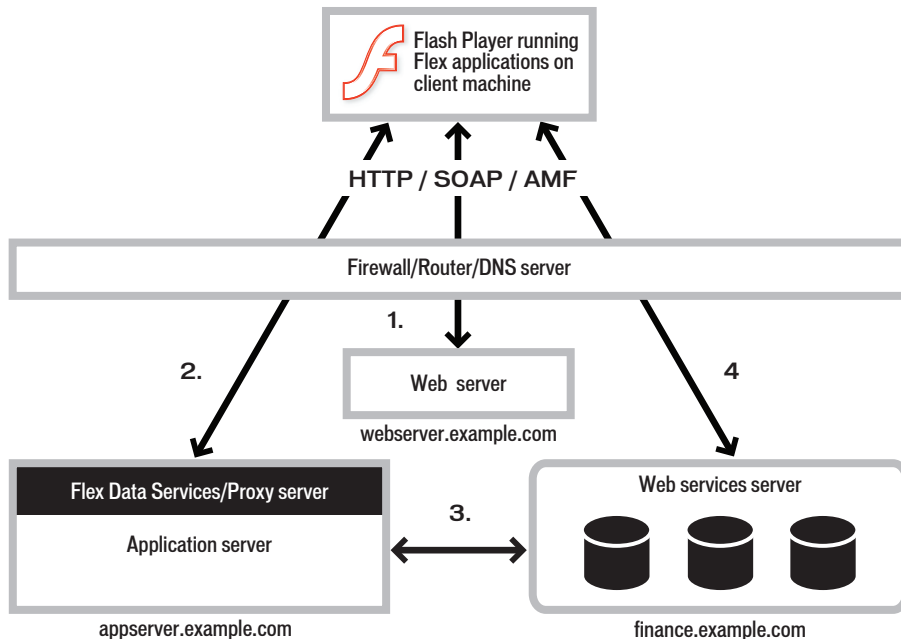 Flash Player running
Flex applications on
client machine
HTTP / SOAP / AMF
Firewall/Router/DNS server
1.
2.
4
Web server
webserver.example.com
Flex Data Services/Proxy server
Application server
3.
Web services server
appserver.example.com
finance.example.com